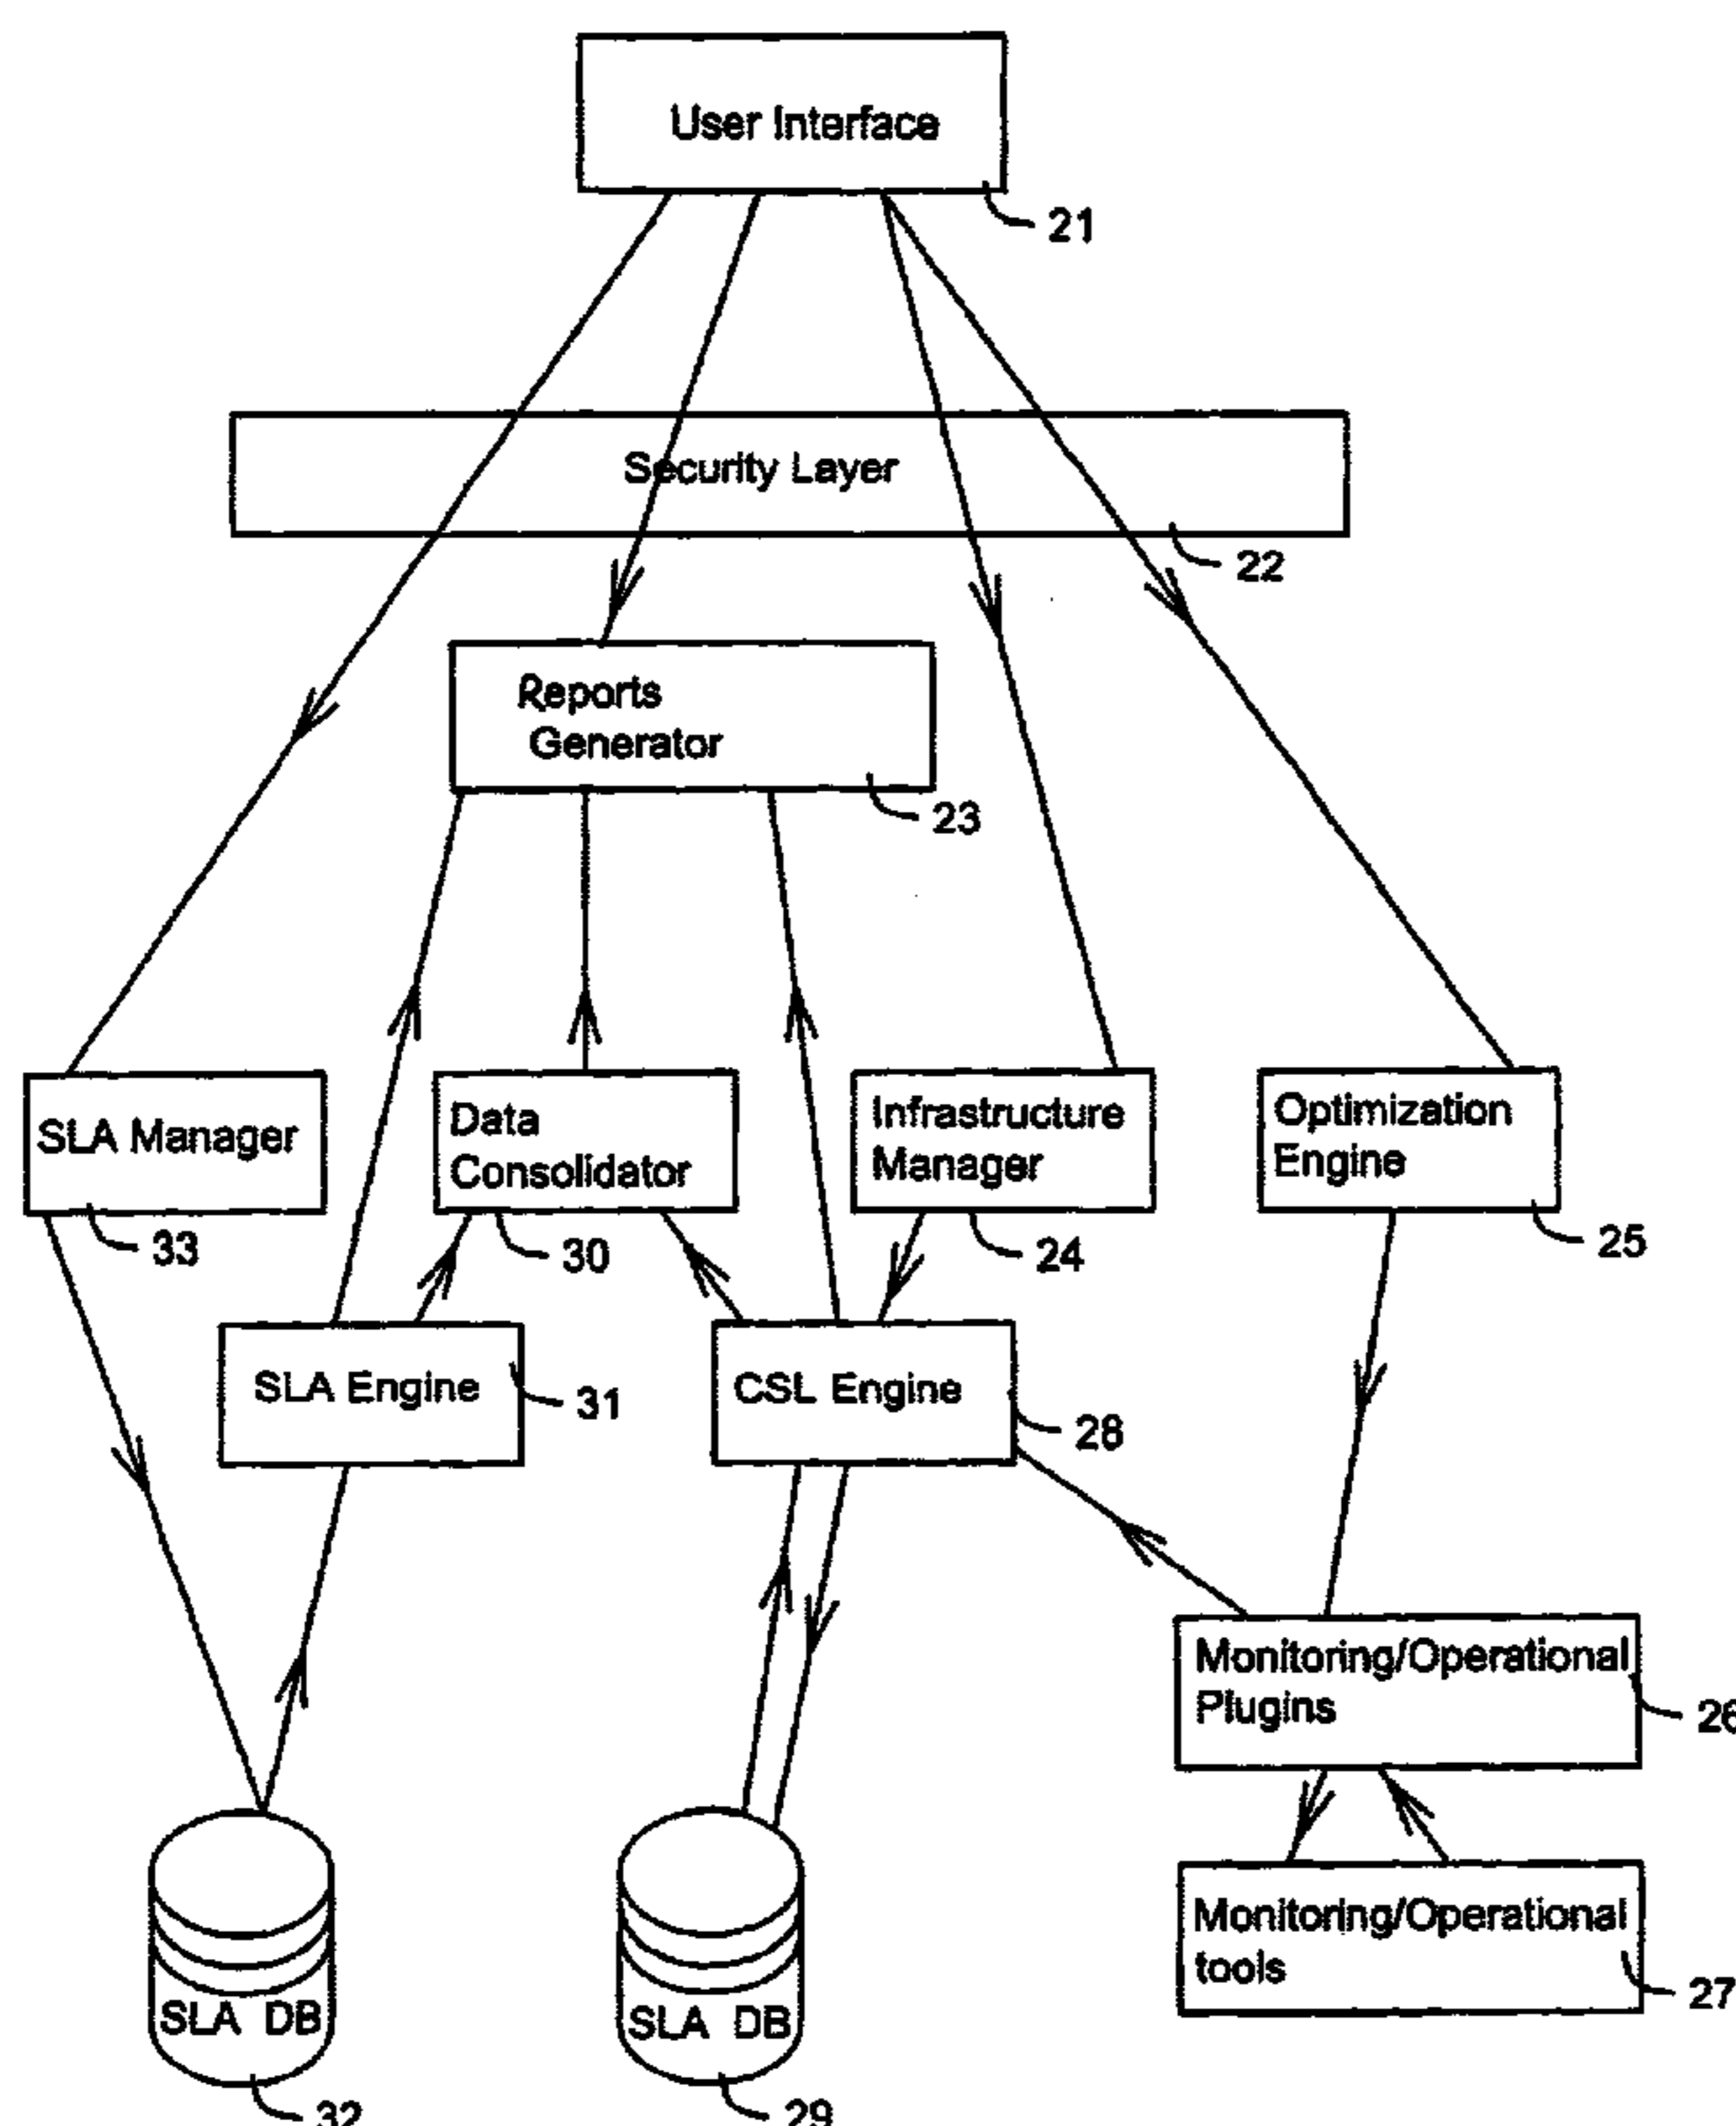 User Interface
21
Security Layer
22
Reports
Generator
23
SLA Manager
33
Data
Consolidator
30
Infrastructure
Manager
24
Optimization
Engine
25
SLA Engine
31
CSL Engine
28
Monitoring/Operational
Plugins
26
Monitoring/Operational
tools
27
SLA DB
32
SLA DB
29